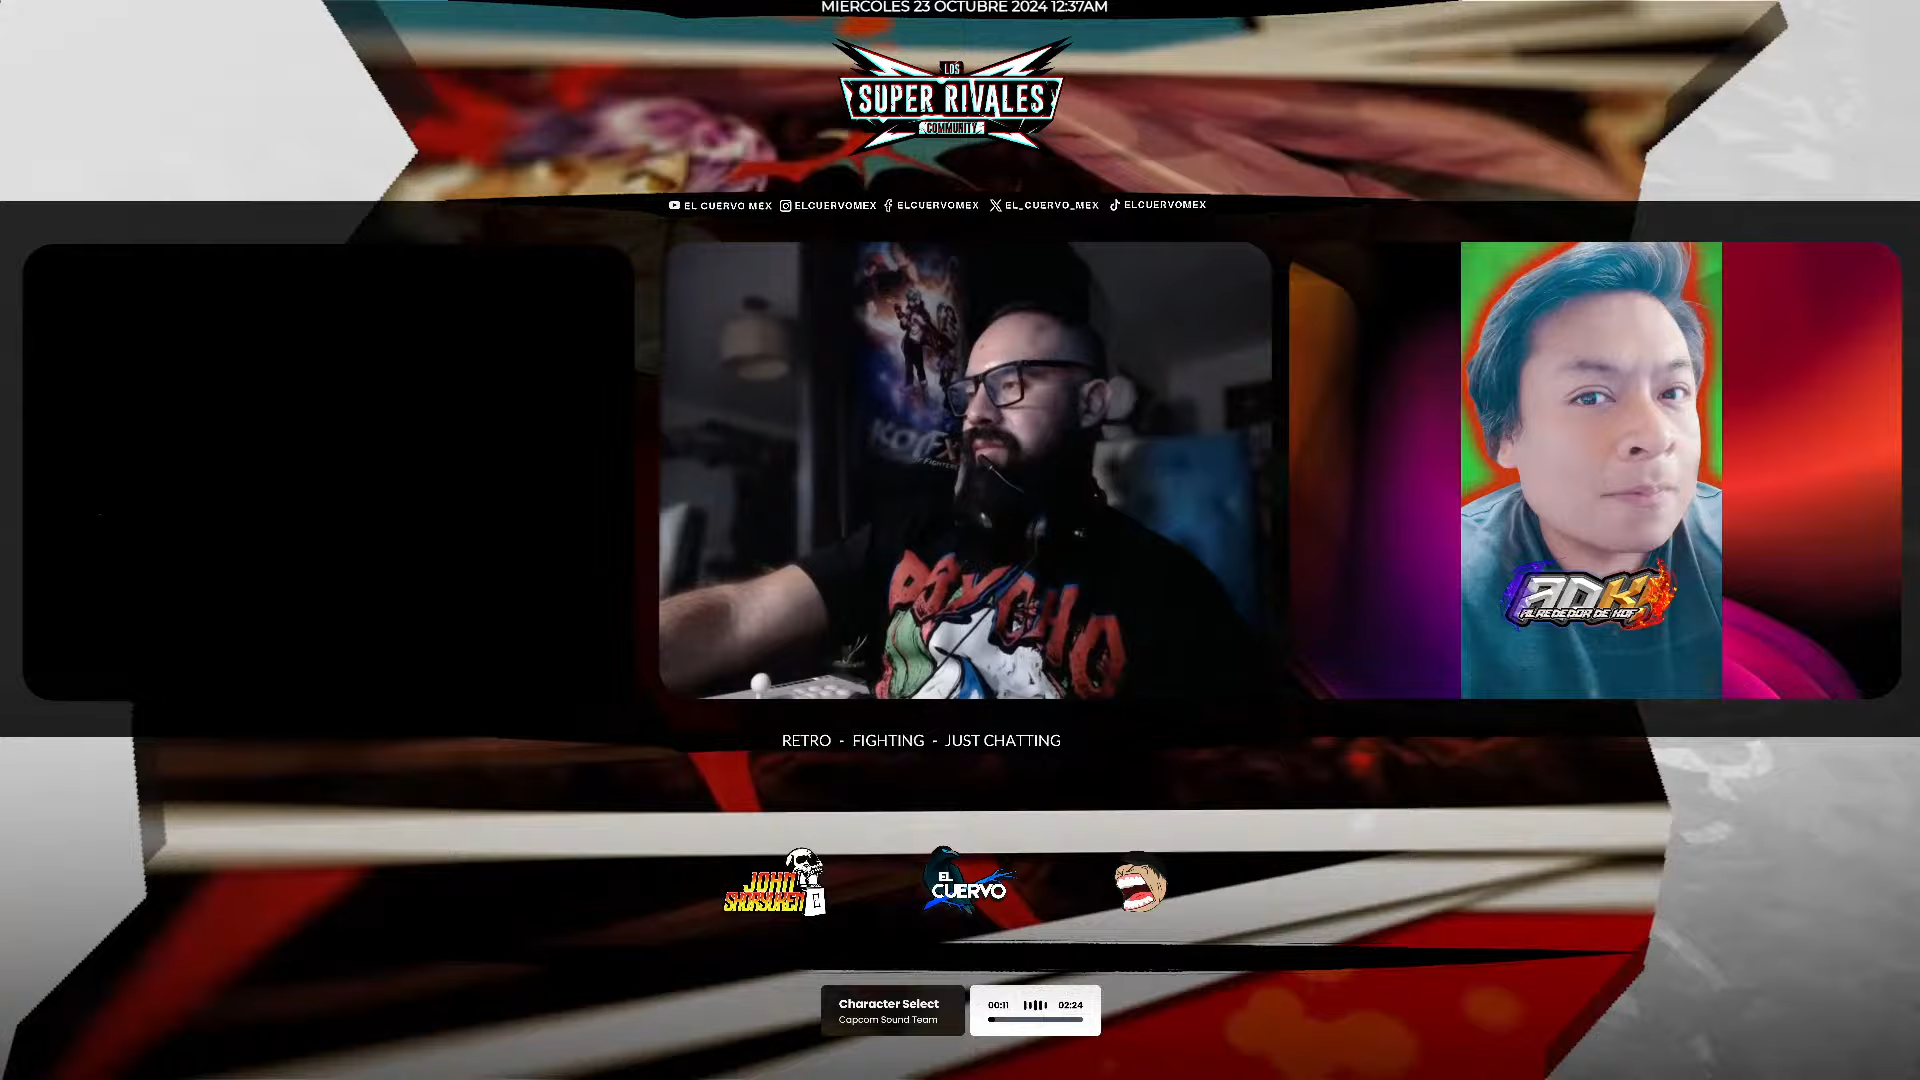 MIERCOLES 23 OCTUBRE 2024 12:37AM
LOS
SUPER RIVALES
COMMUNITY
EL CUERVO MEX ELCUERVOMEX ELCUERVOMEX EL_CUERVO_MEX ELCUERVOMEX
KOF
PSYCHO
ADK
ALREDEDOR DE KOF
RETRO - FIGHTING - JUST CHATTING
JOHN
SHORYUKEN
EL
CUERVO
Character Select
Capcom Sound Team
00:11 02:24